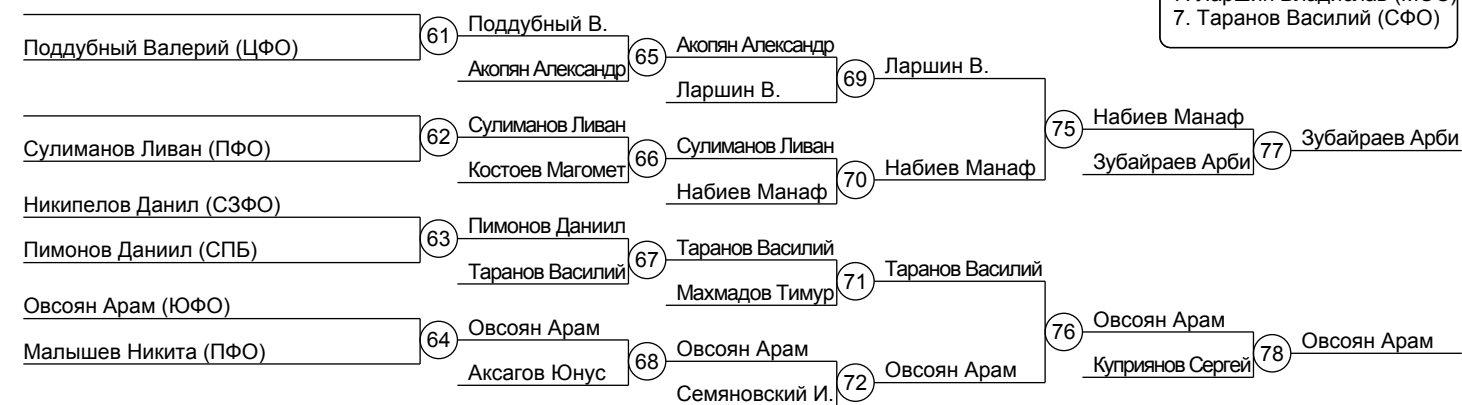 7. Таранов Василий (СФО)
61
Поддубный В.
Поддубный Валерий (ЦФО)
Акопян Александр
65
Акопян Александр
Ларшин В.
69
Ларшин В.
62
Сулиманов Ливан
Сулиманов Ливан (ПФО)
Костоев Магомет
66
Сулиманов Ливан
Набиев Манаф
70
Набиев Манаф
75
Набиев Манаф
Зубайраев Арби
77
Зубайраев Арби
Никипелов Данил (СЗФО)
Пимонов Даниил (СПБ)
63
Пимонов Даниил
Таранов Василий
67
Таранов Василий
Махмадов Тимур
71
Таранов Василий
Овсоян Арам (ЮФО)
Малышев Никита (ПФО)
64
Овсоян Арам
Аксагов Юнус
68
Овсоян Арам
Семяновский И.
72
Овсоян Арам
76
Овсоян Арам
Куприянов Сергей
78
Овсоян Арам